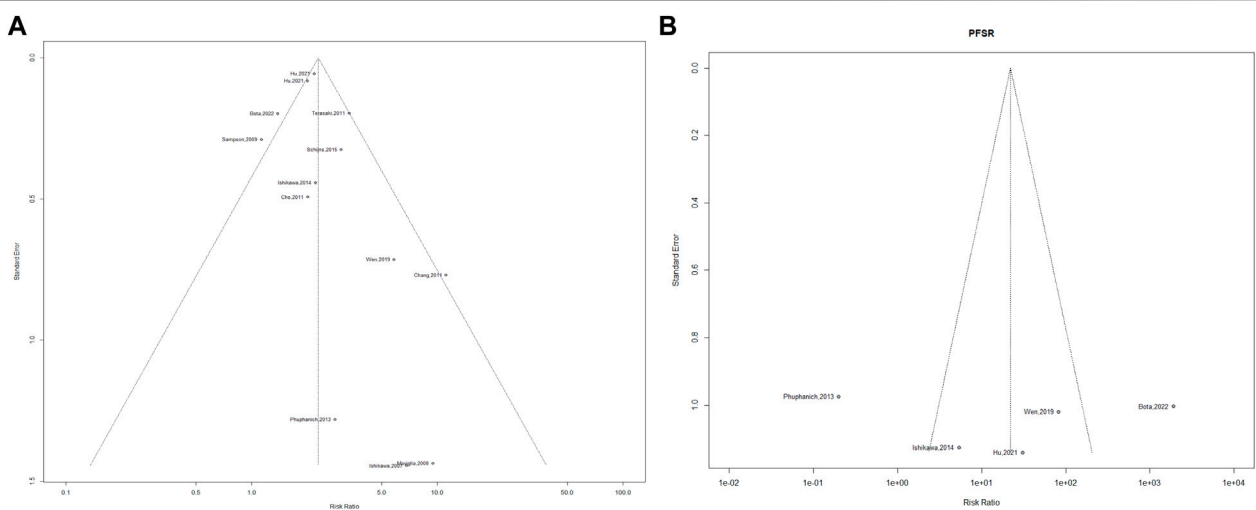 A
0.0
0.5
1.0
1.5
Standard Error
Hu,2021
Hu,2021
Bota,2022
Terasaki,2011
Sampson,2009
Schijns,2015
Ishikawa,2014
Cho,2011
Wen,2019
Chang,2011
Phuphanich,2013
Ishikawa,2007
0.1
0.5
1.0
5.0
10.0
50.0
100.0
Risk Ratio
B
PFSR
0.0
0.2
0.4
0.6
0.8
1.0
Standard Error
Phuphanich,2013
Bota,2022
Wen,2019
Ishikawa,2014
Hu,2021
1e-02
1e-01
1e+00
1e+01
1e+02
1e+03
1e+04
Risk Ratio